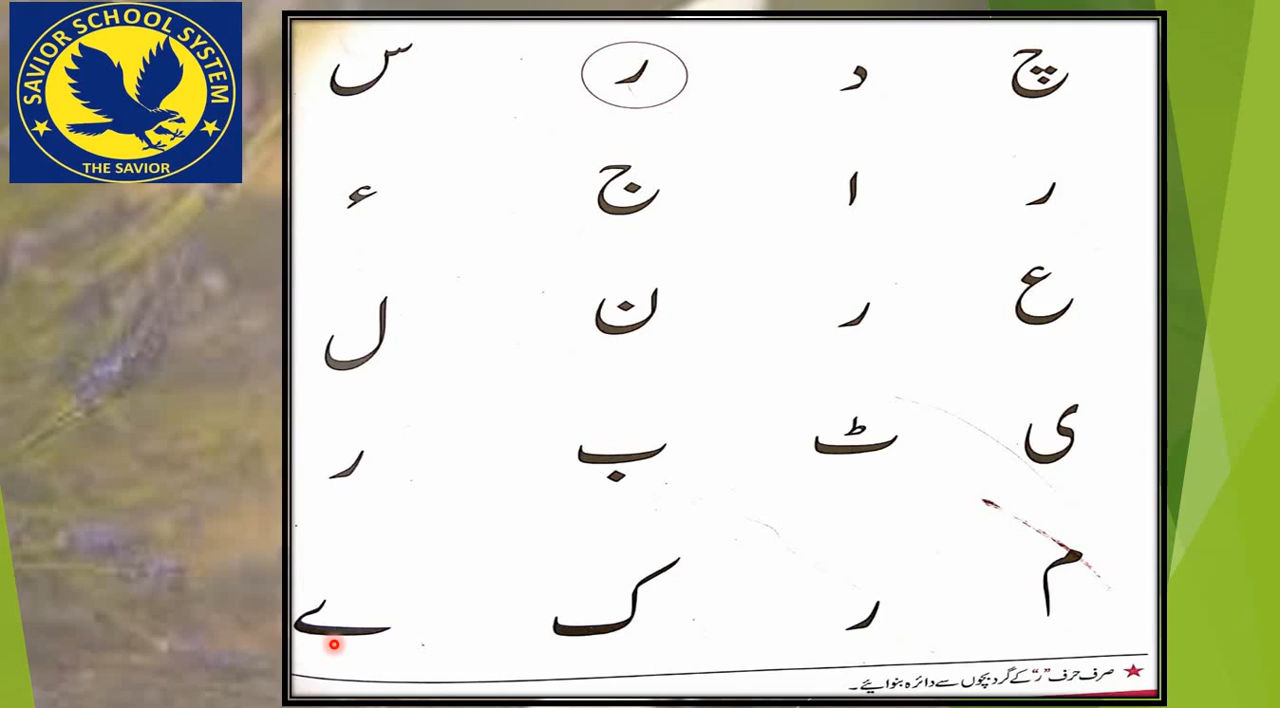 SAVIOR SCHOOL SYSTEM
THE SAVIOR
چ د ر س
ر ا ج ء
ع ر ن ل
ی ٹ ب ر
م ر ک ے
صرف حرف "ر" کے گرد بچوں سے دائرہ بنوائیے۔